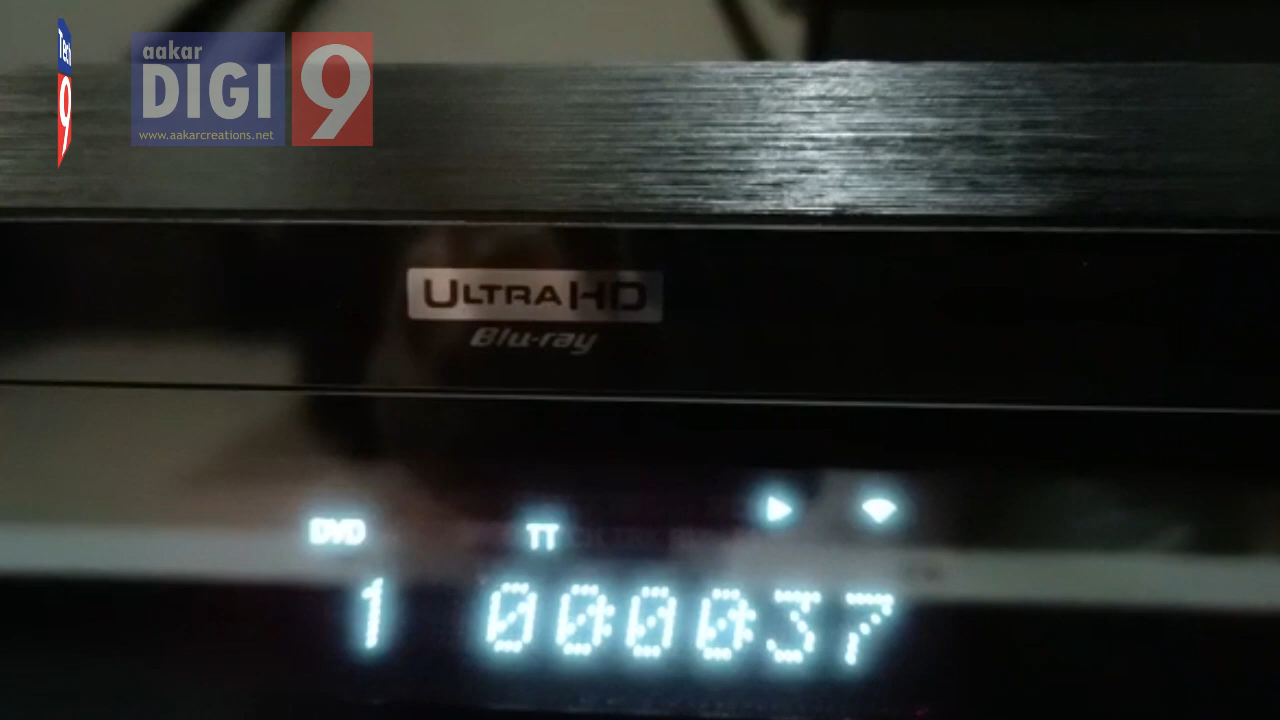 Tech
9
aakar
DIGI 9
www.aakarcreations.net
ULTRA HD
Blu-ray
DVD TT
1 000037